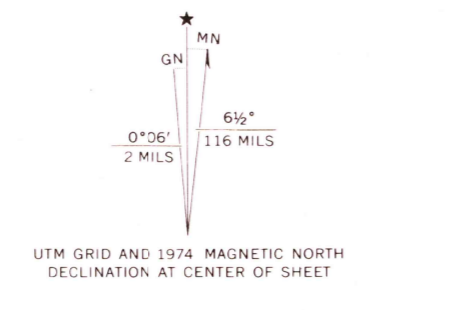 ★
MN
GN
6½°
116 MILS
0°06′
2 MILS
UTM GRID AND 1974 MAGNETIC NORTH
DECLINATION AT CENTER OF SHEET